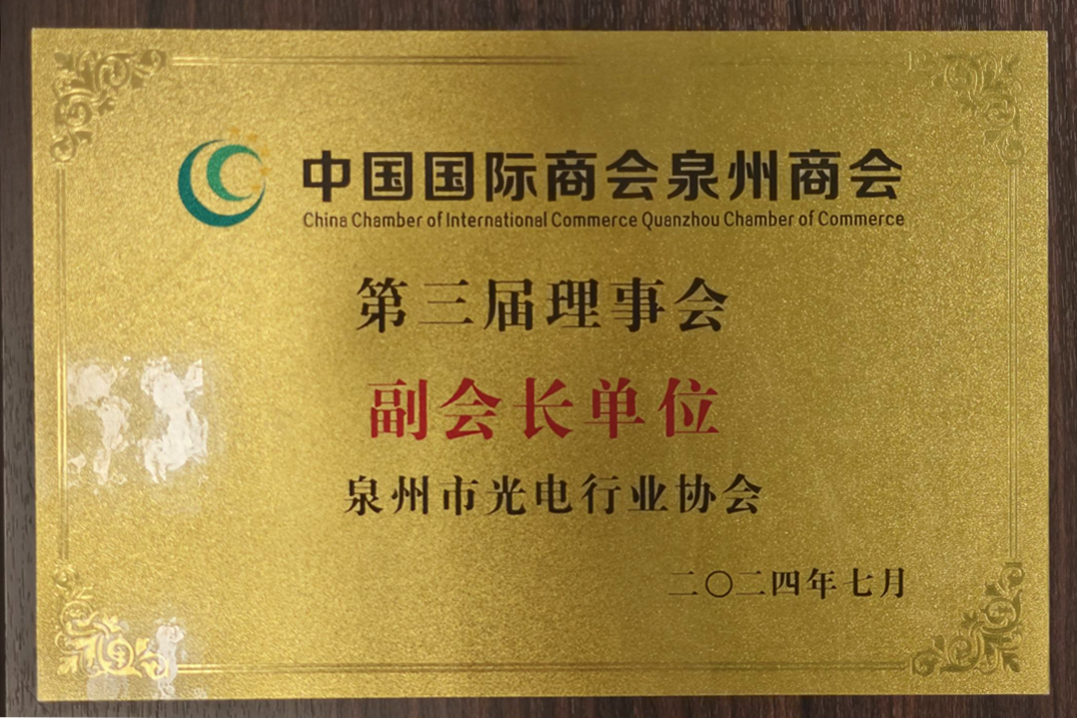 中国国际商会泉州商会
China Chamber of International Commerce Quanzhou Chamber of Commerce
第三届理事会
副会长单位
泉州市光电行业协会
二〇二四年七月